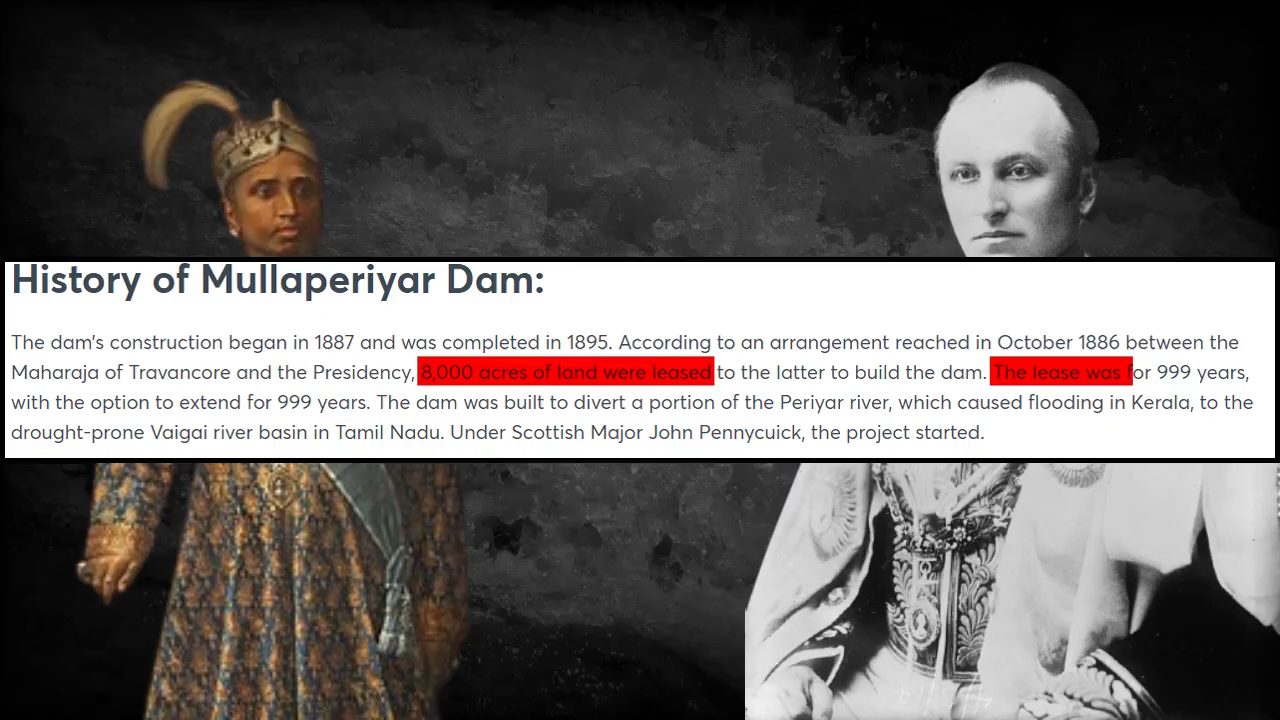 History of Mullaperiyar Dam:
The dam's construction began in 1887 and was completed in 1895. According to an arrangement reached in October 1886 between the
Maharaja of Travancore and the Presidency, 8,000 acres of land were leased to the latter to build the dam. The lease was for 999 years,
with the option to extend for 999 years. The dam was built to divert a portion of the Periyar river, which caused flooding in Kerala, to the
drought-prone Vaigai river basin in Tamil Nadu. Under Scottish Major John Pennycuick, the project started.